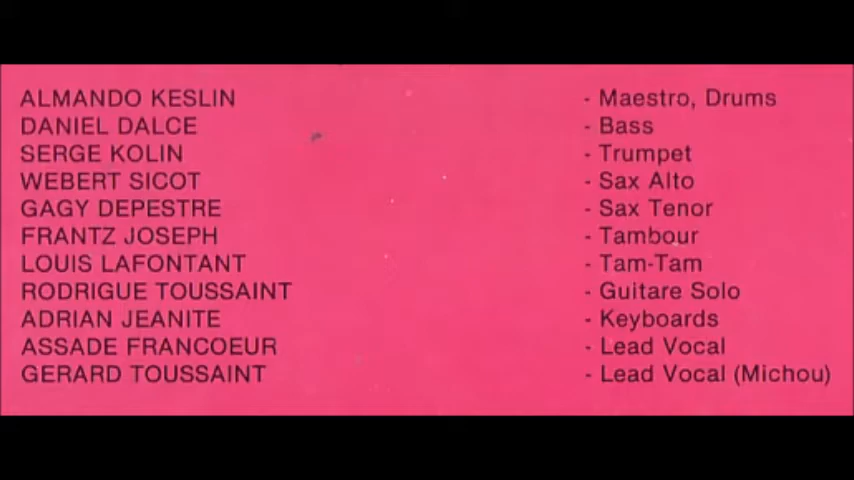 ALMANDO KESLIN - Maestro, Drums
DANIEL DALCE - Bass
SERGE KOLIN - Trumpet
WEBERT SICOT - Sax Alto
GAGY DEPESTRE - Sax Tenor
FRANTZ JOSEPH - Tambour
LOUIS LAFONTANT - Tam-Tam
RODRIGUE TOUSSAINT - Guitare Solo
ADRIAN JEANITE - Keyboards
ASSADE FRANCOEUR - Lead Vocal
GERARD TOUSSAINT - Lead Vocal (Michou)